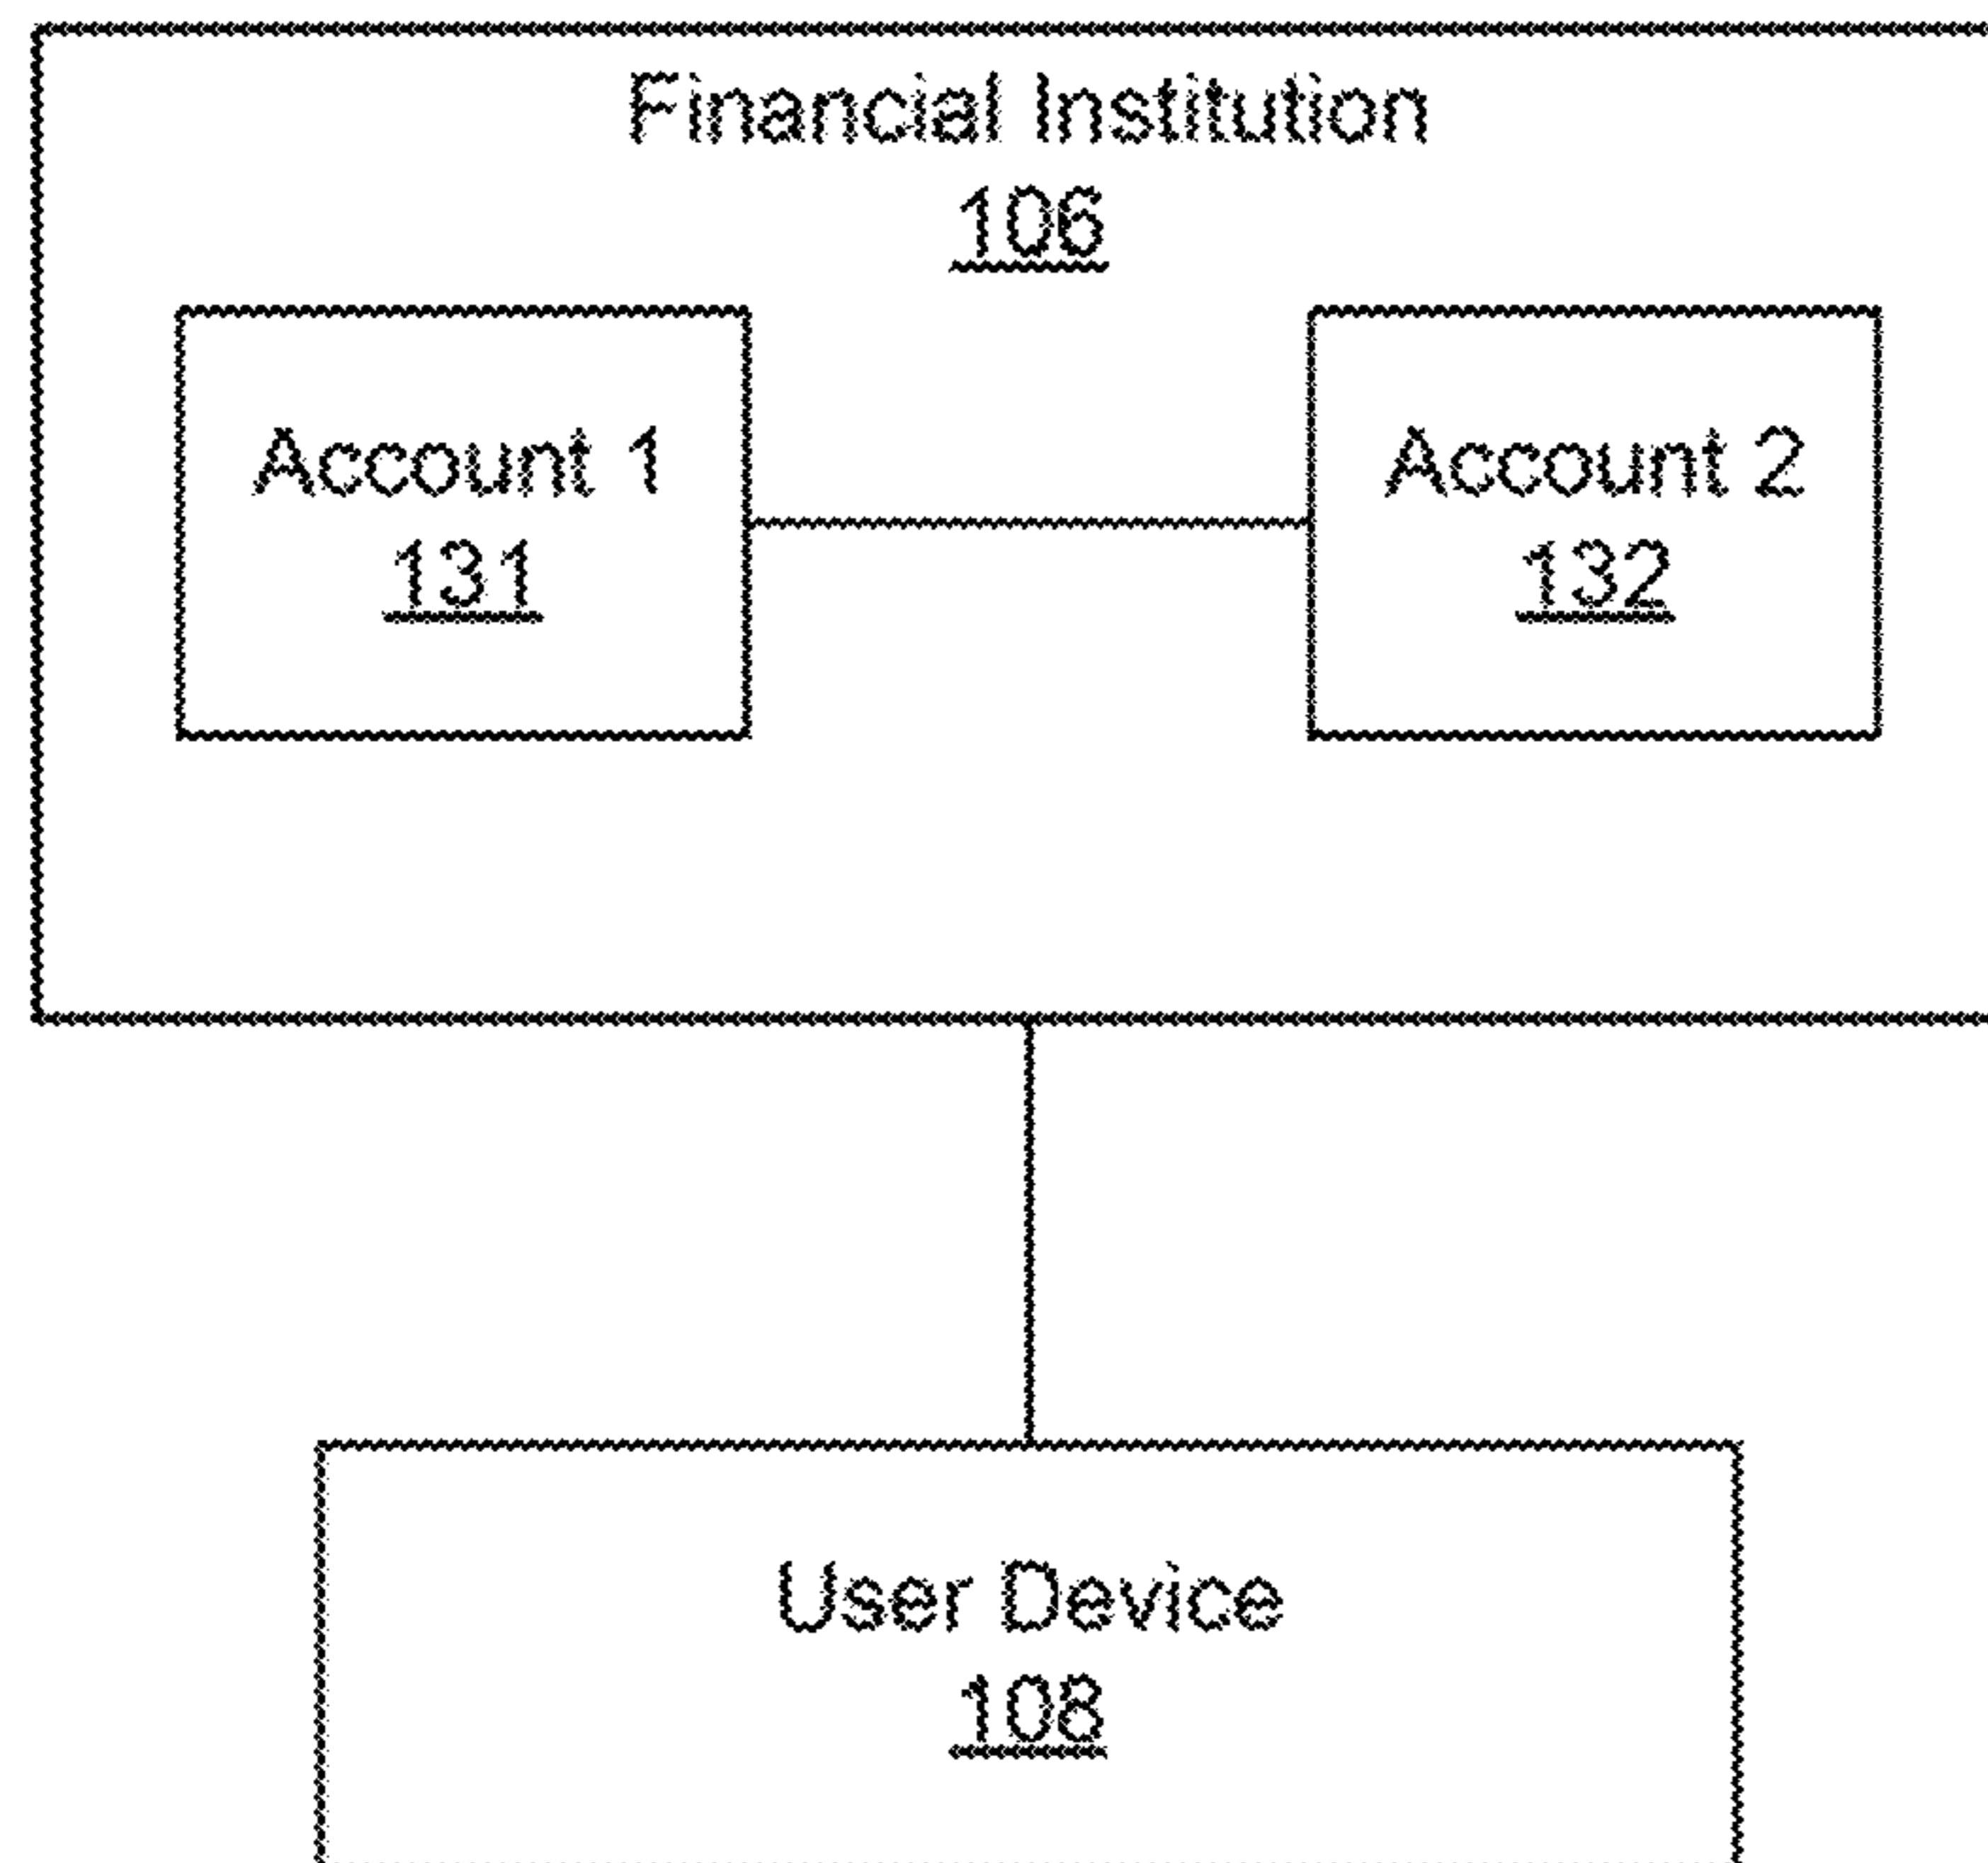 Financial Institution
106
Account 1
131
Account 2
132
User Device
108